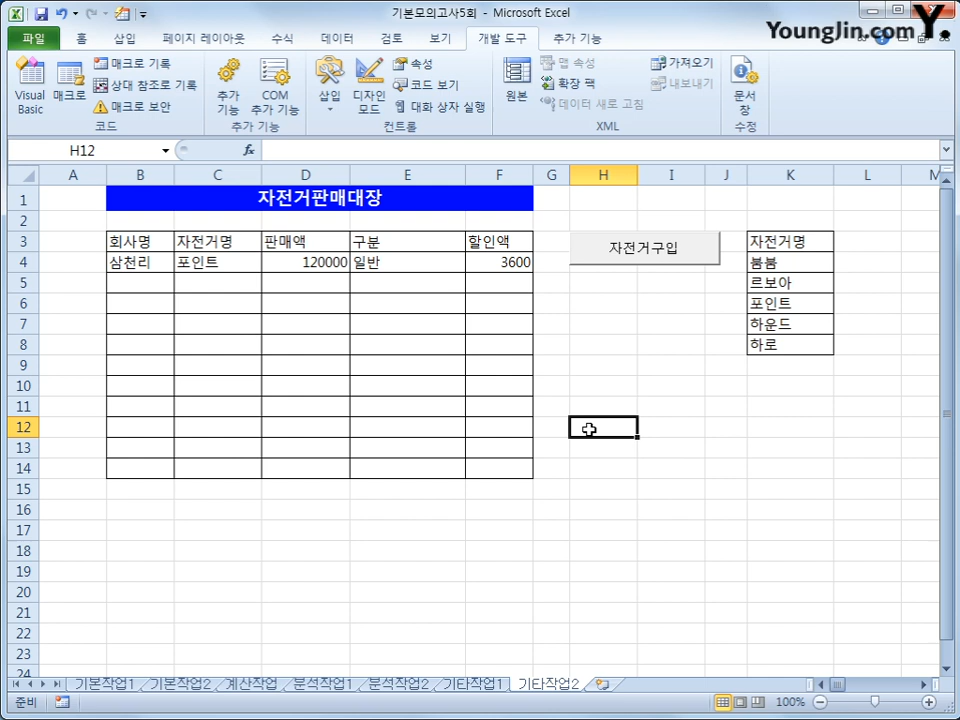 기본모의고사5회 - Microsoft Excel
Younglin.com Y.
파일 홈 삽입 페이지 레이아웃 수식 데이터 검토 보기 개발 도구 추가 기능
Visual Basic
매크로
매크로 기록
상대 참조로 기록
매크로 보안
코드
추가 기능
COM 추가 기능
추가 기능
삽입
디자인 모드
속성
코드 보기
대화 상자 실행
컨트롤
원본
맵 속성
확장 팩
데이터 새로 고침
가져오기
내보내기
XML
문서 창
수정
H12 fx
A B C D E F G H I J K L M
1 자전거판매대장
2
3 회사명 자전거명 판매액 구분 할인액 자전거구입 자전거명
4 삼천리 포인트 120000 일반 3600 붐붐
5 르보아
6 포인트
7 하운드
8 하로
9
10
11
12
13
14
15
16
17
18
19
20
21
22
23
24
기본작업1 기본작업2 계산작업 분석작업1 분석작업2 기타작업1 기타작업2
준비 100%